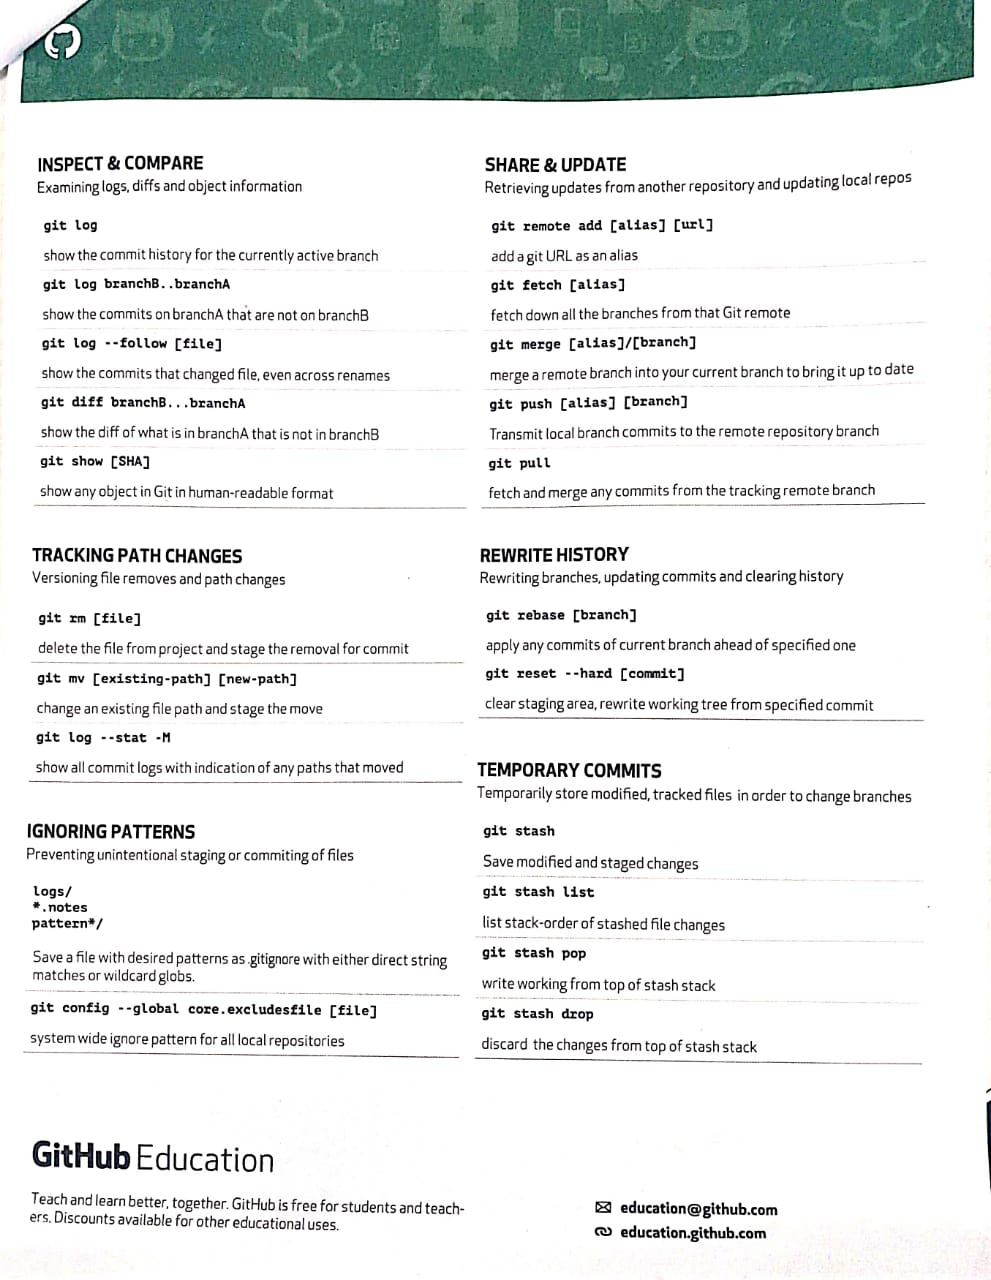 INSPECT & COMPARE
Examining logs, diffs and object information
git log
show the commit history for the currently active branch
git log branchB..branchA
show the commits on branchA that are not on branchB
git log --follow [file]
show the commits that changed file, even across renames
git diff branchB...branchA
show the diff of what is in branchA that is not in branchB
git show [SHA]
show any object in Git in human-readable format
TRACKING PATH CHANGES
Versioning file removes and path changes
git rm [file]
delete the file from project and stage the removal for commit
git mv [existing-path] [new-path]
change an existing file path and stage the move
git log --stat -M
show all commit logs with indication of any paths that moved
IGNORING PATTERNS
Preventing unintentional staging or commiting of files
logs/
*.notes
pattern*/
Save a file with desired patterns as .gitignore with either direct string
matches or wildcard globs.
git config --global core.excludesfile [file]
system wide ignore pattern for all local repositories
SHARE & UPDATE
Retrieving updates from another repository and updating local repos
git remote add [alias] [url]
add a git URL as an alias
git fetch [alias]
fetch down all the branches from that Git remote
git merge [alias]/[branch]
merge a remote branch into your current branch to bring it up to date
git push [alias] [branch]
Transmit local branch commits to the remote repository branch
git pull
fetch and merge any commits from the tracking remote branch
REWRITE HISTORY
Rewriting branches, updating commits and clearing history
git rebase [branch]
apply any commits of current branch ahead of specified one
git reset --hard [commit]
clear staging area, rewrite working tree from specified commit
TEMPORARY COMMITS
Temporarily store modified, tracked files in order to change branches
git stash
Save modified and staged changes
git stash list
list stack-order of stashed file changes
git stash pop
write working from top of stash stack
git stash drop
discard the changes from top of stash stack
GitHub Education
Teach and learn better, together. GitHub is free for students and teach-
ers. Discounts available for other educational uses.
education@github.com
education.github.com